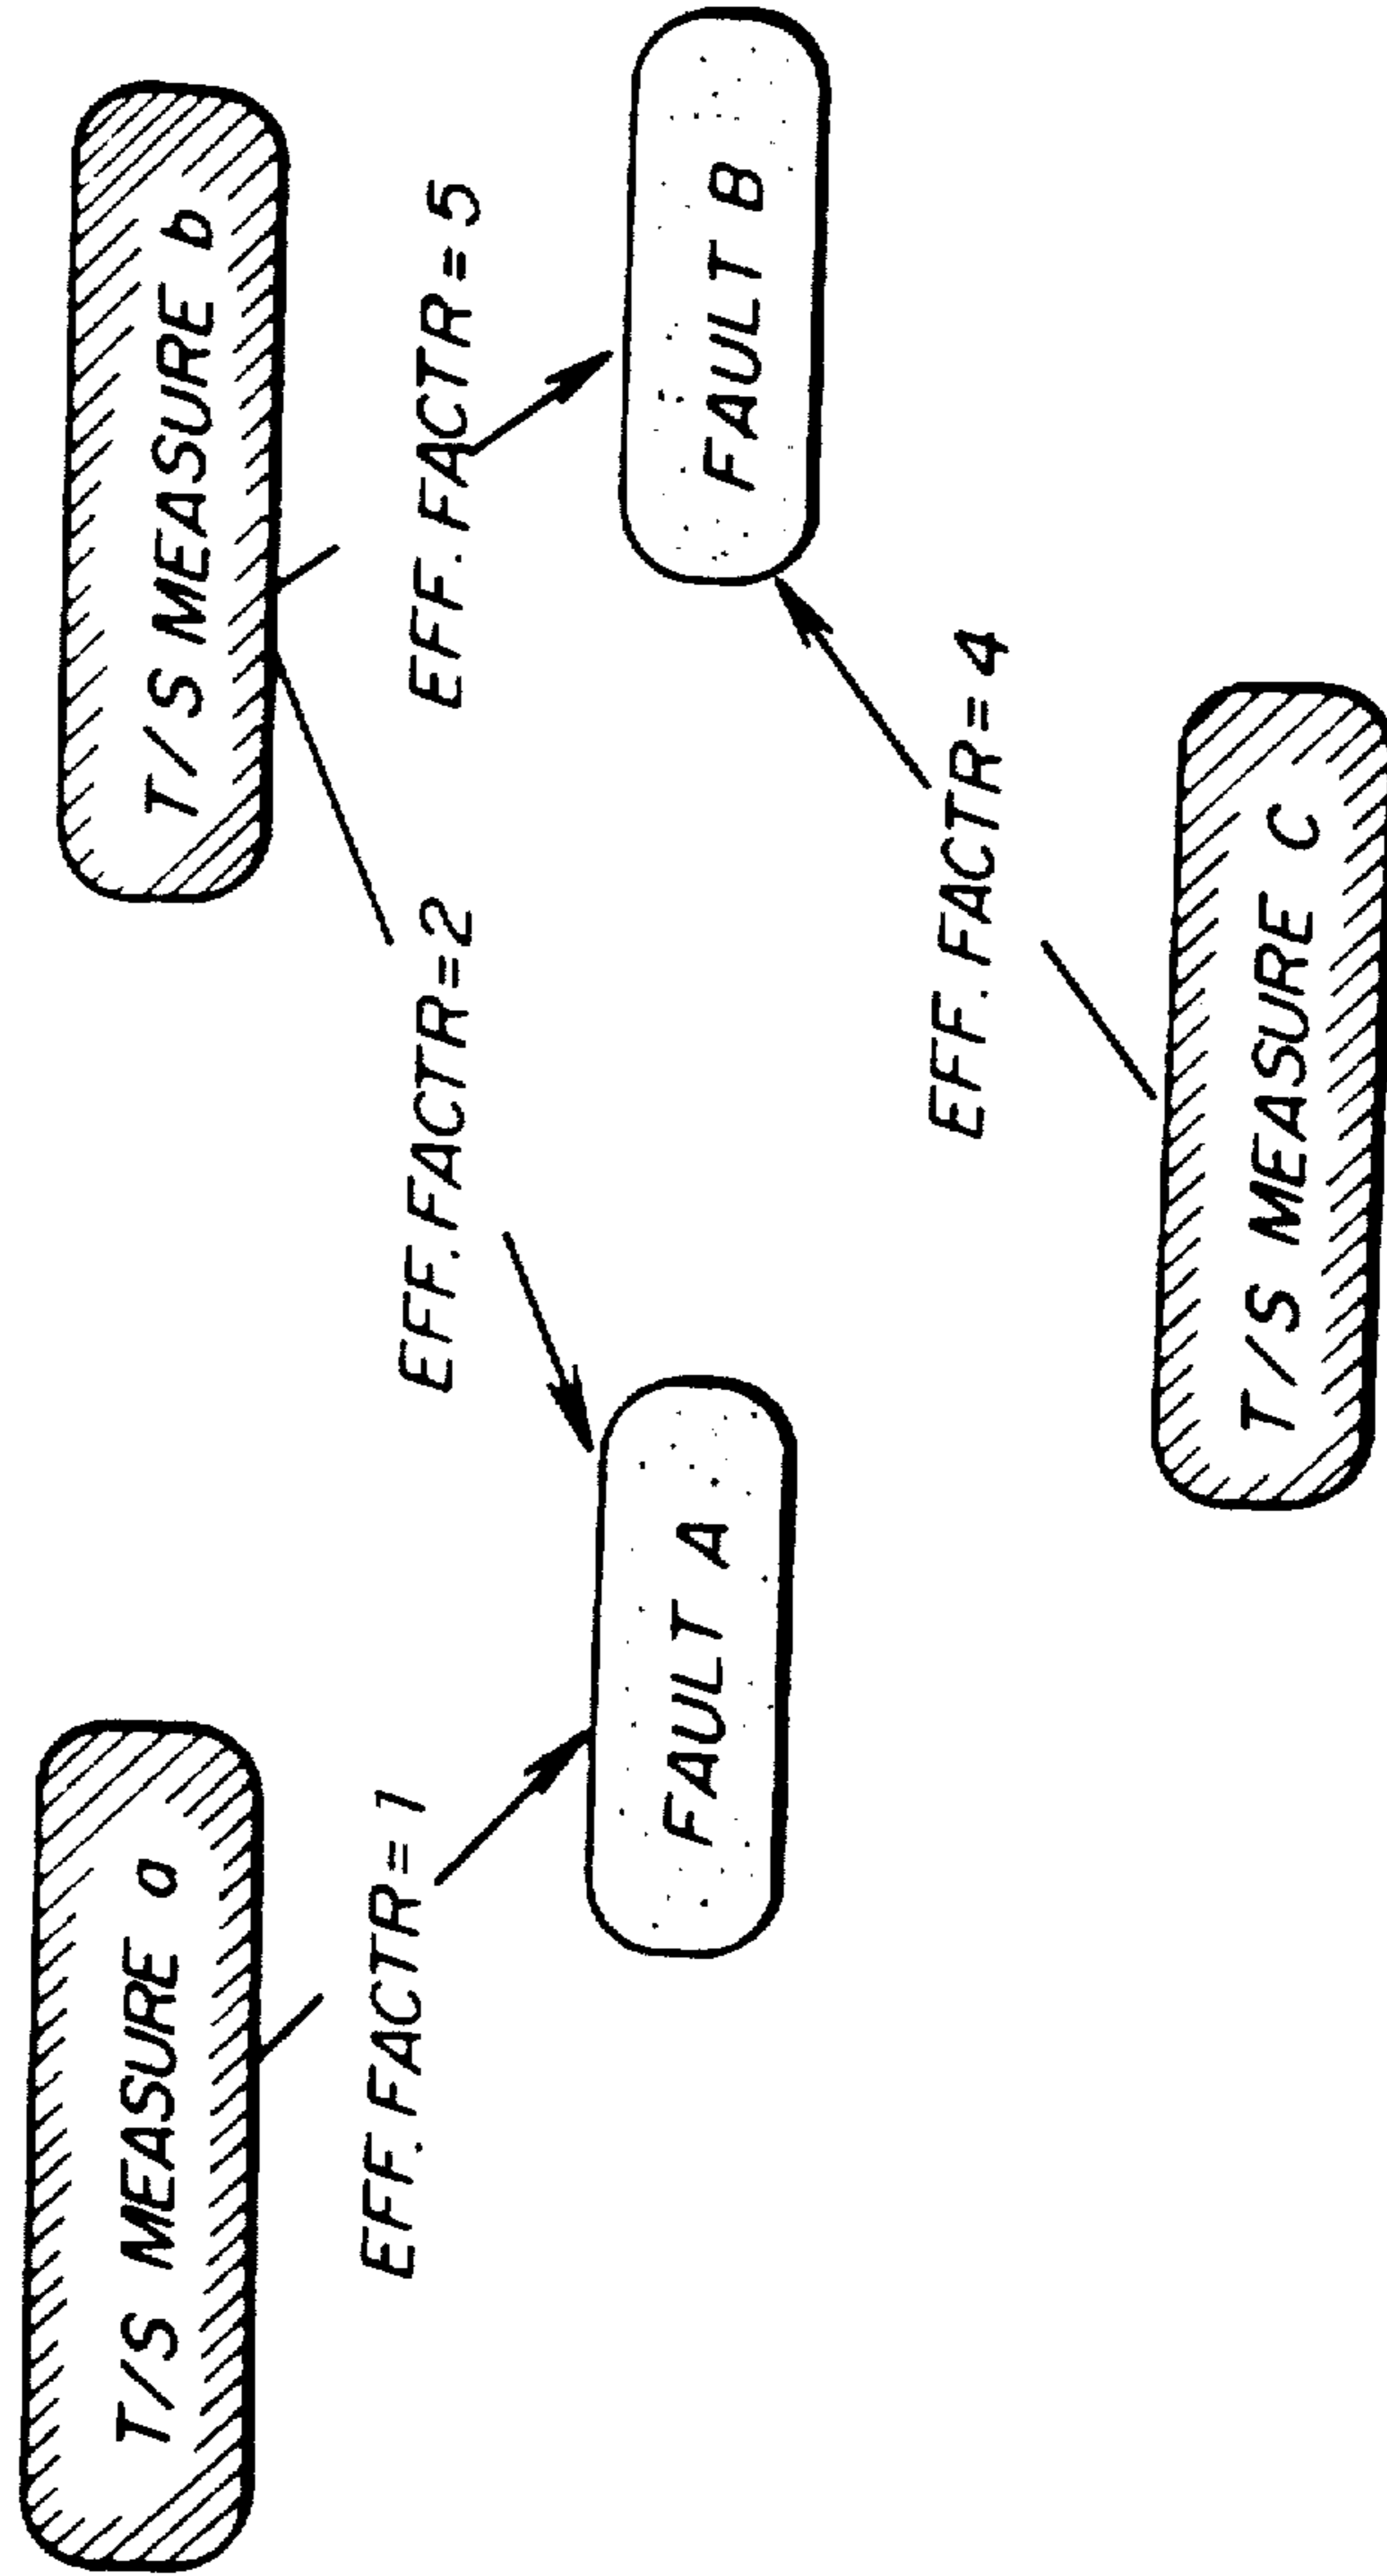 T/S MEASURE a
T/S MEASURE b
EFF. FACTR=1
EFF. FACTR=2
EFF. FACTR=5
FAULT A
FAULT B
EFF. FACTR=4
T/S MEASURE C